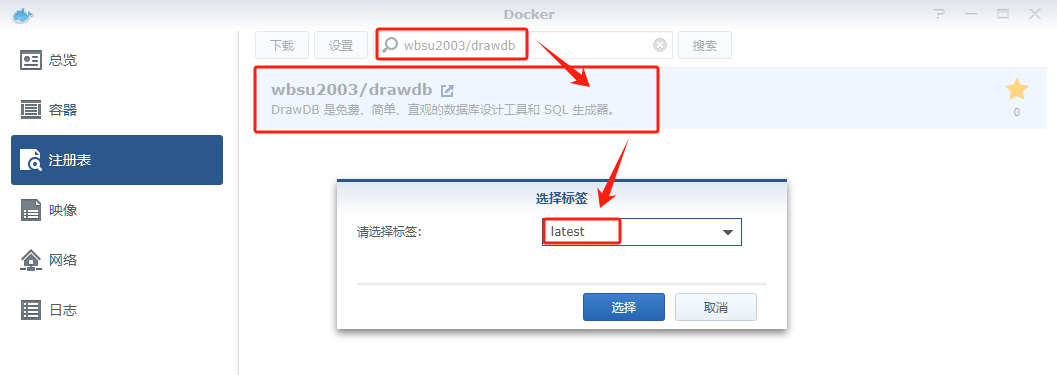 Docker
总览
容器
注册表
映像
网络
日志
下载 设置 wbsu2003/drawdb 搜索
wbsu2003/drawdb
DrawDB 是免费、简单、直观的数据库设计工具和 SQL 生成器。
0
选择标签
请选择标签: latest
选择 取消